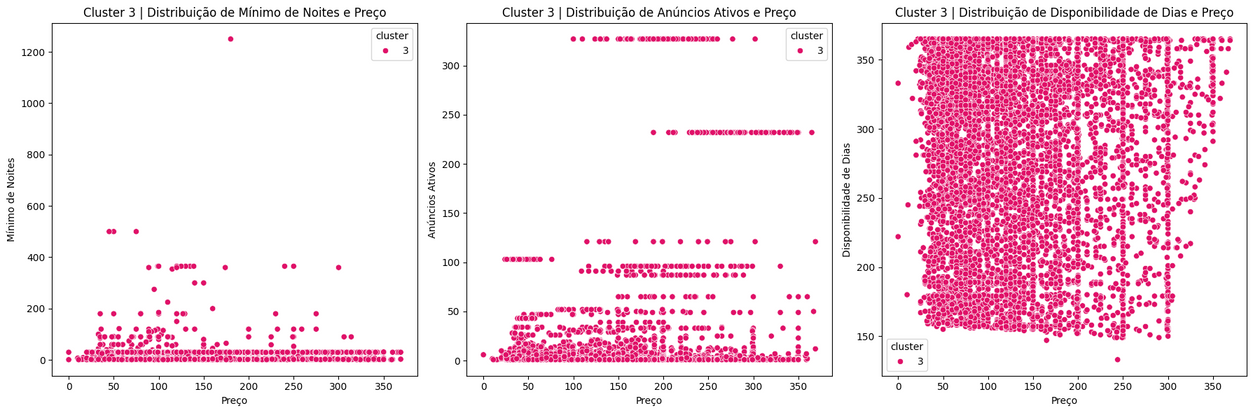 Cluster 3 | Distribuição de Mínimo de Noites e Preço
cluster
3
Mínimo de Noites
1200
1000
800
600
400
200
0
0 50 100 150 200 250 300 350
Preço
Cluster 3 | Distribuição de Anúncios Ativos e Preço
cluster
3
Anúncios Ativos
300
250
200
150
100
50
0
0 50 100 150 200 250 300 350
Preço
Cluster 3 | Distribuição de Disponibilidade de Dias e Preço
Disponibilidade de Dias
350
300
250
200
150
cluster
3
0 50 100 150 200 250 300 350
Preço